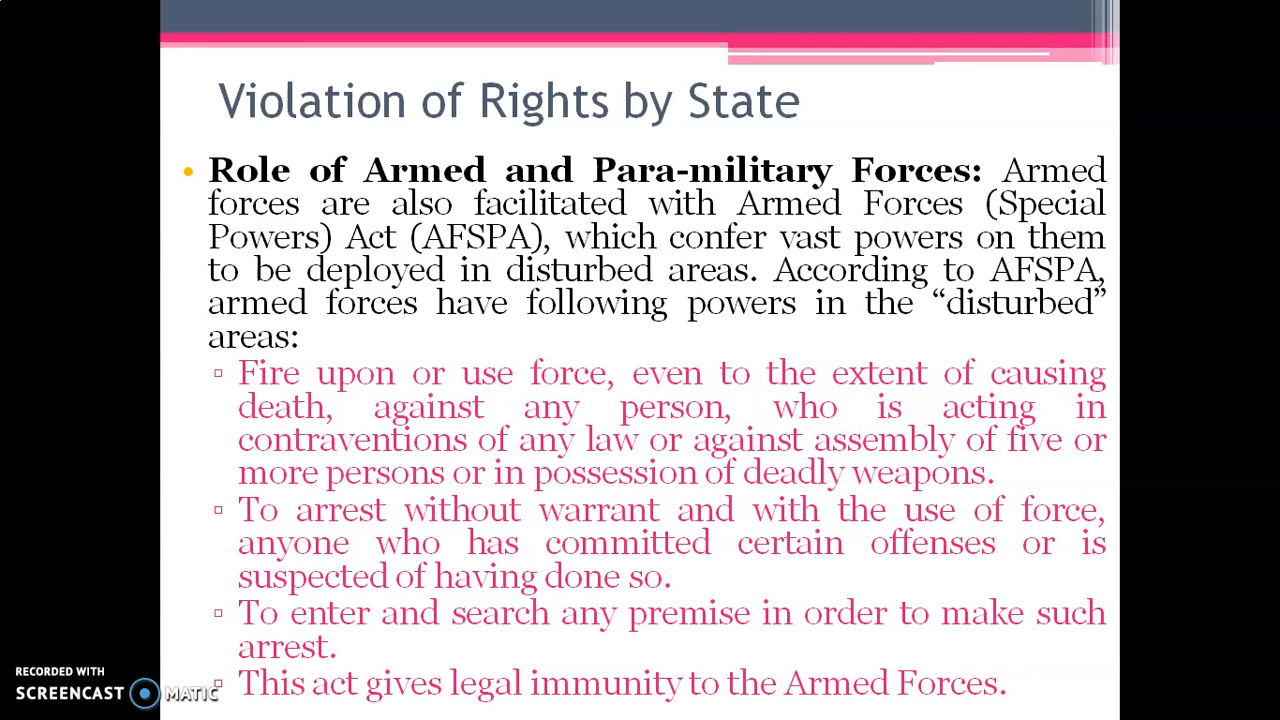 Violation of Rights by State
• Role of Armed and Para-military Forces: Armed
forces are also facilitated with Armed Forces (Special
Powers) Act (AFSPA), which confer vast powers on them
to be deployed in disturbed areas. According to AFSPA,
armed forces have following powers in the “disturbed”
areas:
▫ Fire upon or use force, even to the extent of causing
death, against any person, who is acting in
contraventions of any law or against assembly of five or
more persons or in possession of deadly weapons.
▫ To arrest without warrant and with the use of force,
anyone who has committed certain offenses or is
suspected of having done so.
▫ To enter and search any premise in order to make such
arrest.
▫ This act gives legal immunity to the Armed Forces.
RECORDED WITH
SCREENCAST MATIC